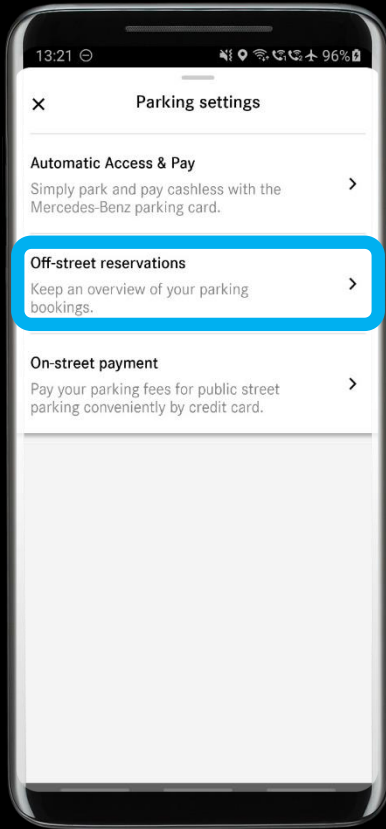 13:21 96%
Parking settings
Automatic Access & Pay
Simply park and pay cashless with the
Mercedes-Benz parking card.
Off-street reservations
Keep an overview of your parking
bookings.
On-street payment
Pay your parking fees for public street
parking conveniently by credit card.